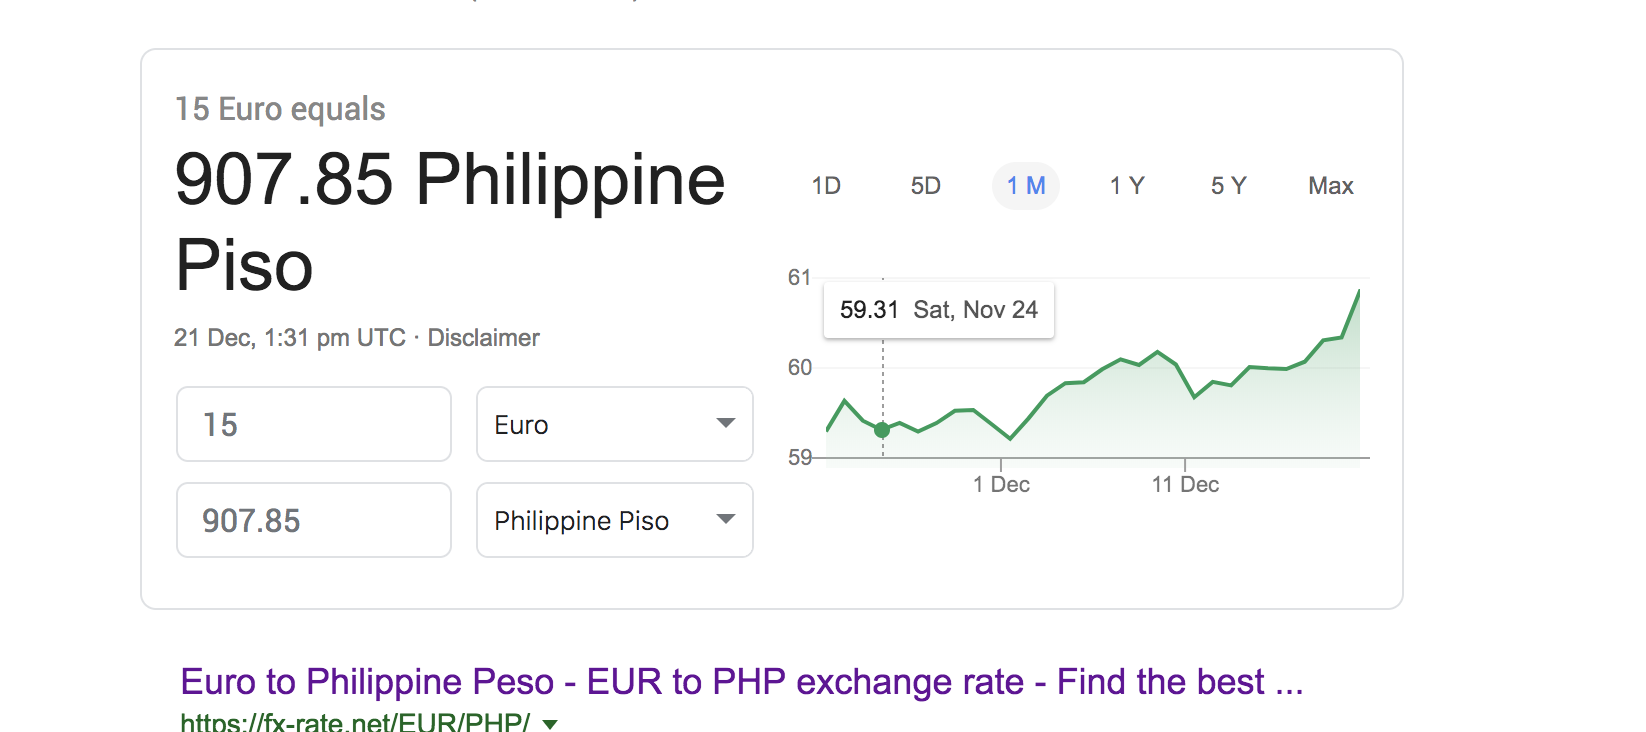 15 Euro equals
907.85 Philippine
Piso
21 Dec, 1:31 pm UTC · Disclaimer
15
Euro
907.85
Philippine Piso
1D 5D 1 M 1 Y 5 Y Max
61
59.31 Sat, Nov 24
60
59
1 Dec 11 Dec
Euro to Philippine Peso - EUR to PHP exchange rate - Find the best ...
https://fx-rate.net/EUR/PHP/